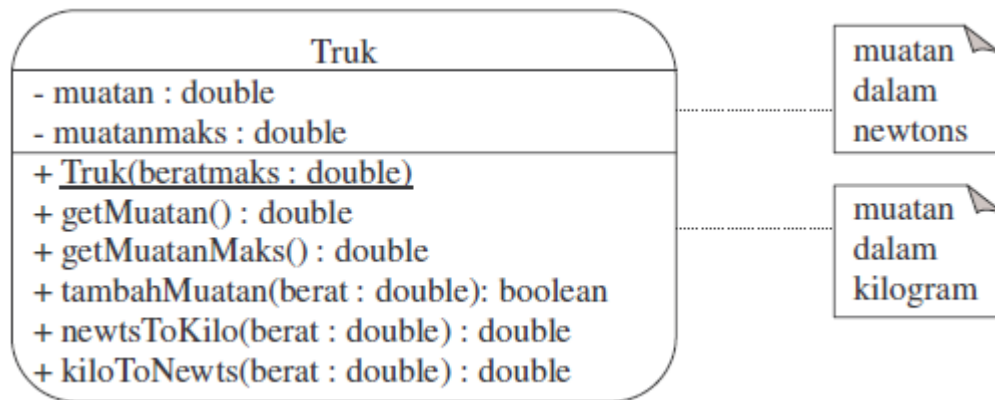 Truk
- muatan : double
- muatanmaks : double
+ Truk(beratmaks : double)
+ getMuatan() : double
+ getMuatanMaks() : double
+ tambahMuatan(berat : double): boolean
+ newtsToKilo(berat : double) : double
+ kiloToNewts(berat : double) : double
muatan
dalam
newtons
muatan
dalam
kilogram